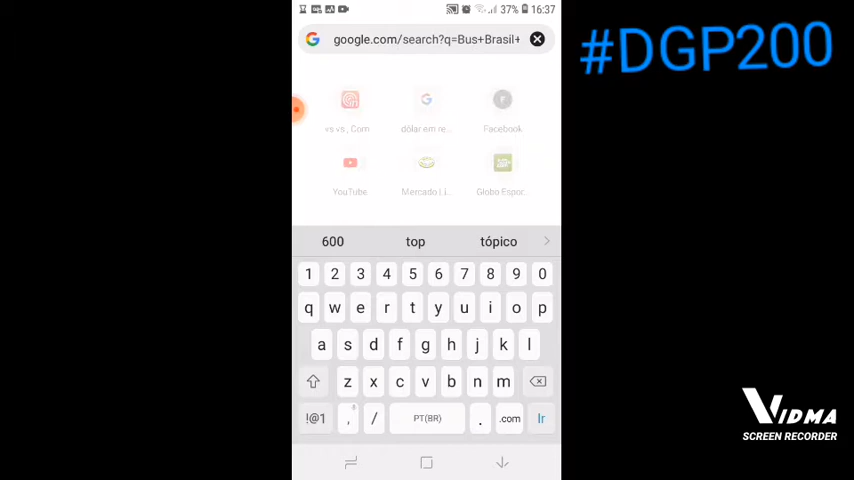 37% 16:37
#DGP200
google.com/search?q=Bus+Brasil+
vs vs , Com
dólar em re...
Facebook
YouTube
Mercado Li...
Globo Espor...
600 top tópico
1 2 3 4 5 6 7 8 9 0
q w e r t y u i o p
a s d f g h j k l
z x c v b n m
!@1 , / PT(BR) . .com Ir
VIDMA
SCREEN RECORDER